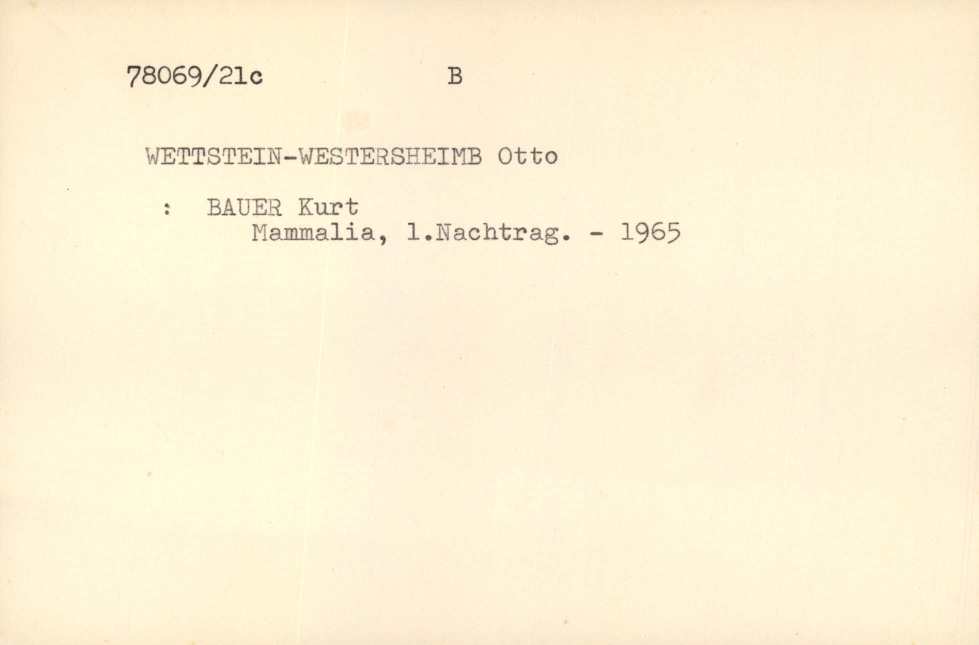 78069/21c B
WETTSTEIN-WESTERSHEIMB Otto
: BAUER Kurt
Mammalia, 1.Nachtrag. - 1965